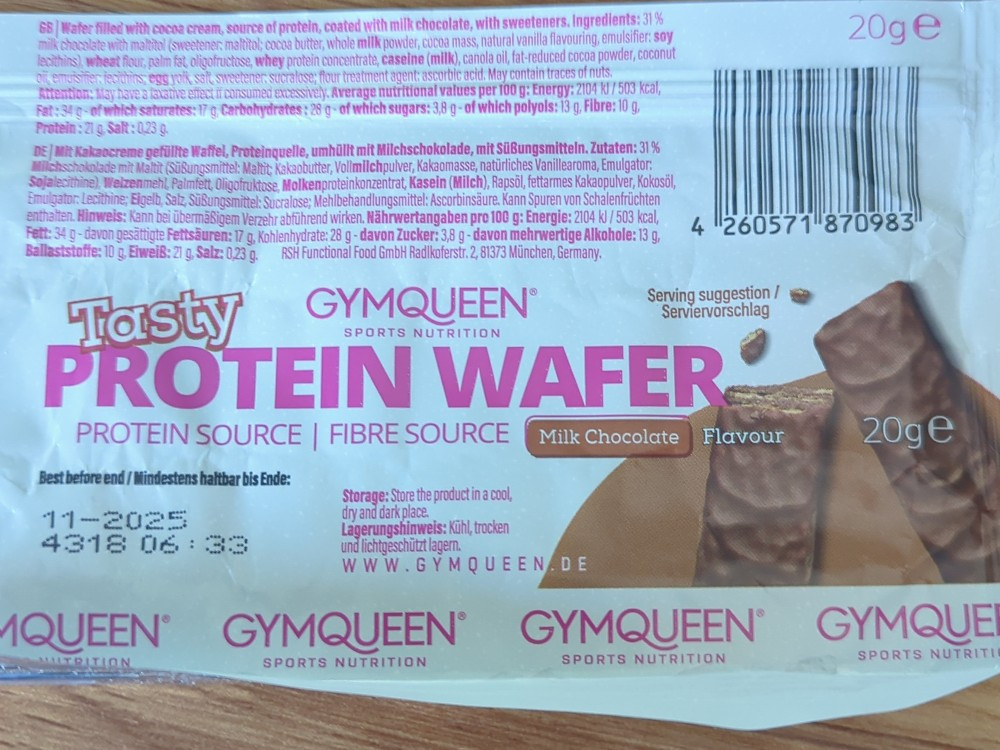 GB | Wafer filled with cocoa cream, source of protein, coated with milk chocolate, with sweeteners. Ingredients: 31 %
milk chocolate with maltitol (sweetener: maltitol; cocoa butter, whole milk powder, cocoa mass, natural vanilla flavouring, emulsifier: soy
lecithins), wheat flour, palm fat, oligofructose, whey protein concentrate, caseine (milk), canola oil, fat-reduced cocoa powder, coconut
oil, emulsifier: lecithins, egg yolk, salt, sweetener: sucralose; flour treatment agent: ascorbic acid. May contain traces of nuts.
Attention: May have a laxative effect if consumed excessively. Average nutritional values per 100 g: Energy: 2104 kJ / 503 kcal,
Fat : 34 g - of which saturates: 17 g, Carbohydrates : 28 g - of which sugars: 3,8 g - of which polyols: 13 g, Fibre: 10 g,
Protein : 21 g, Salt : 0,23 g.
20g e
DE | Mit Kakaocreme gefüllte Waffel, Proteinquelle, umhüllt mit Milchschokolade, mit Süßungsmitteln. Zutaten: 31 %
Milchschokolade mit Maltit (Süßungsmittel: Maltit; Kakaobutter, Vollmilchpulver, Kakaomasse, natürliches Vanillearoma, Emulgator:
Sojalecithine), Weizenmehl, Palmfett, Oligofruktose, Molkenproteinkonzentrat, Kasein (Milch), Rapsöl, fettarmes Kakaopulver, Kokosöl,
Emulgator: Lecithine; Eigelb, Salz, Süßungsmittel: Sucralose; Mehlbehandlungsmittel: Ascorbinsäure. Kann Spuren von Schalenfrüchten
enthalten. Hinweis: Kann bei übermäßigem Verzehr abführend wirken. Nährwertangaben pro 100 g: Energie: 2104 kJ / 503 kcal,
Fett: 34 g - davon gesättigte Fettsäuren: 17 g, Kohlenhydrate: 28 g - davon Zucker: 3,8 g - davon mehrwertige Alkohole: 13 g,
Ballaststoffe: 10 g, Eiweiß: 21 g, Salz: 0,23 g. RSH Functional Food GmbH Radlkoferstr. 2, 81373 München, Germany.
4 260571 870983
Tasty
GYMQUEEN®
SPORTS NUTRITION
Serving suggestion /
Serviervorschlag
PROTEIN WAFER
PROTEIN SOURCE | FIBRE SOURCE
Milk Chocolate Flavour
20g e
Best before end / Mindestens haltbar bis Ende:
11-2025
4318 06 : 33
Storage: Store the product in a cool,
dry and dark place.
Lagerungshinweis: Kühl, trocken
und lichtgeschützt lagern.
WWW.GYMQUEEN.DE
MQUEEN® GYMQUEEN® GYMQUEEN® GYMQUEE
NUTRITION SPORTS NUTRITION SPORTS NUTRITION SPORTS NUTRITI